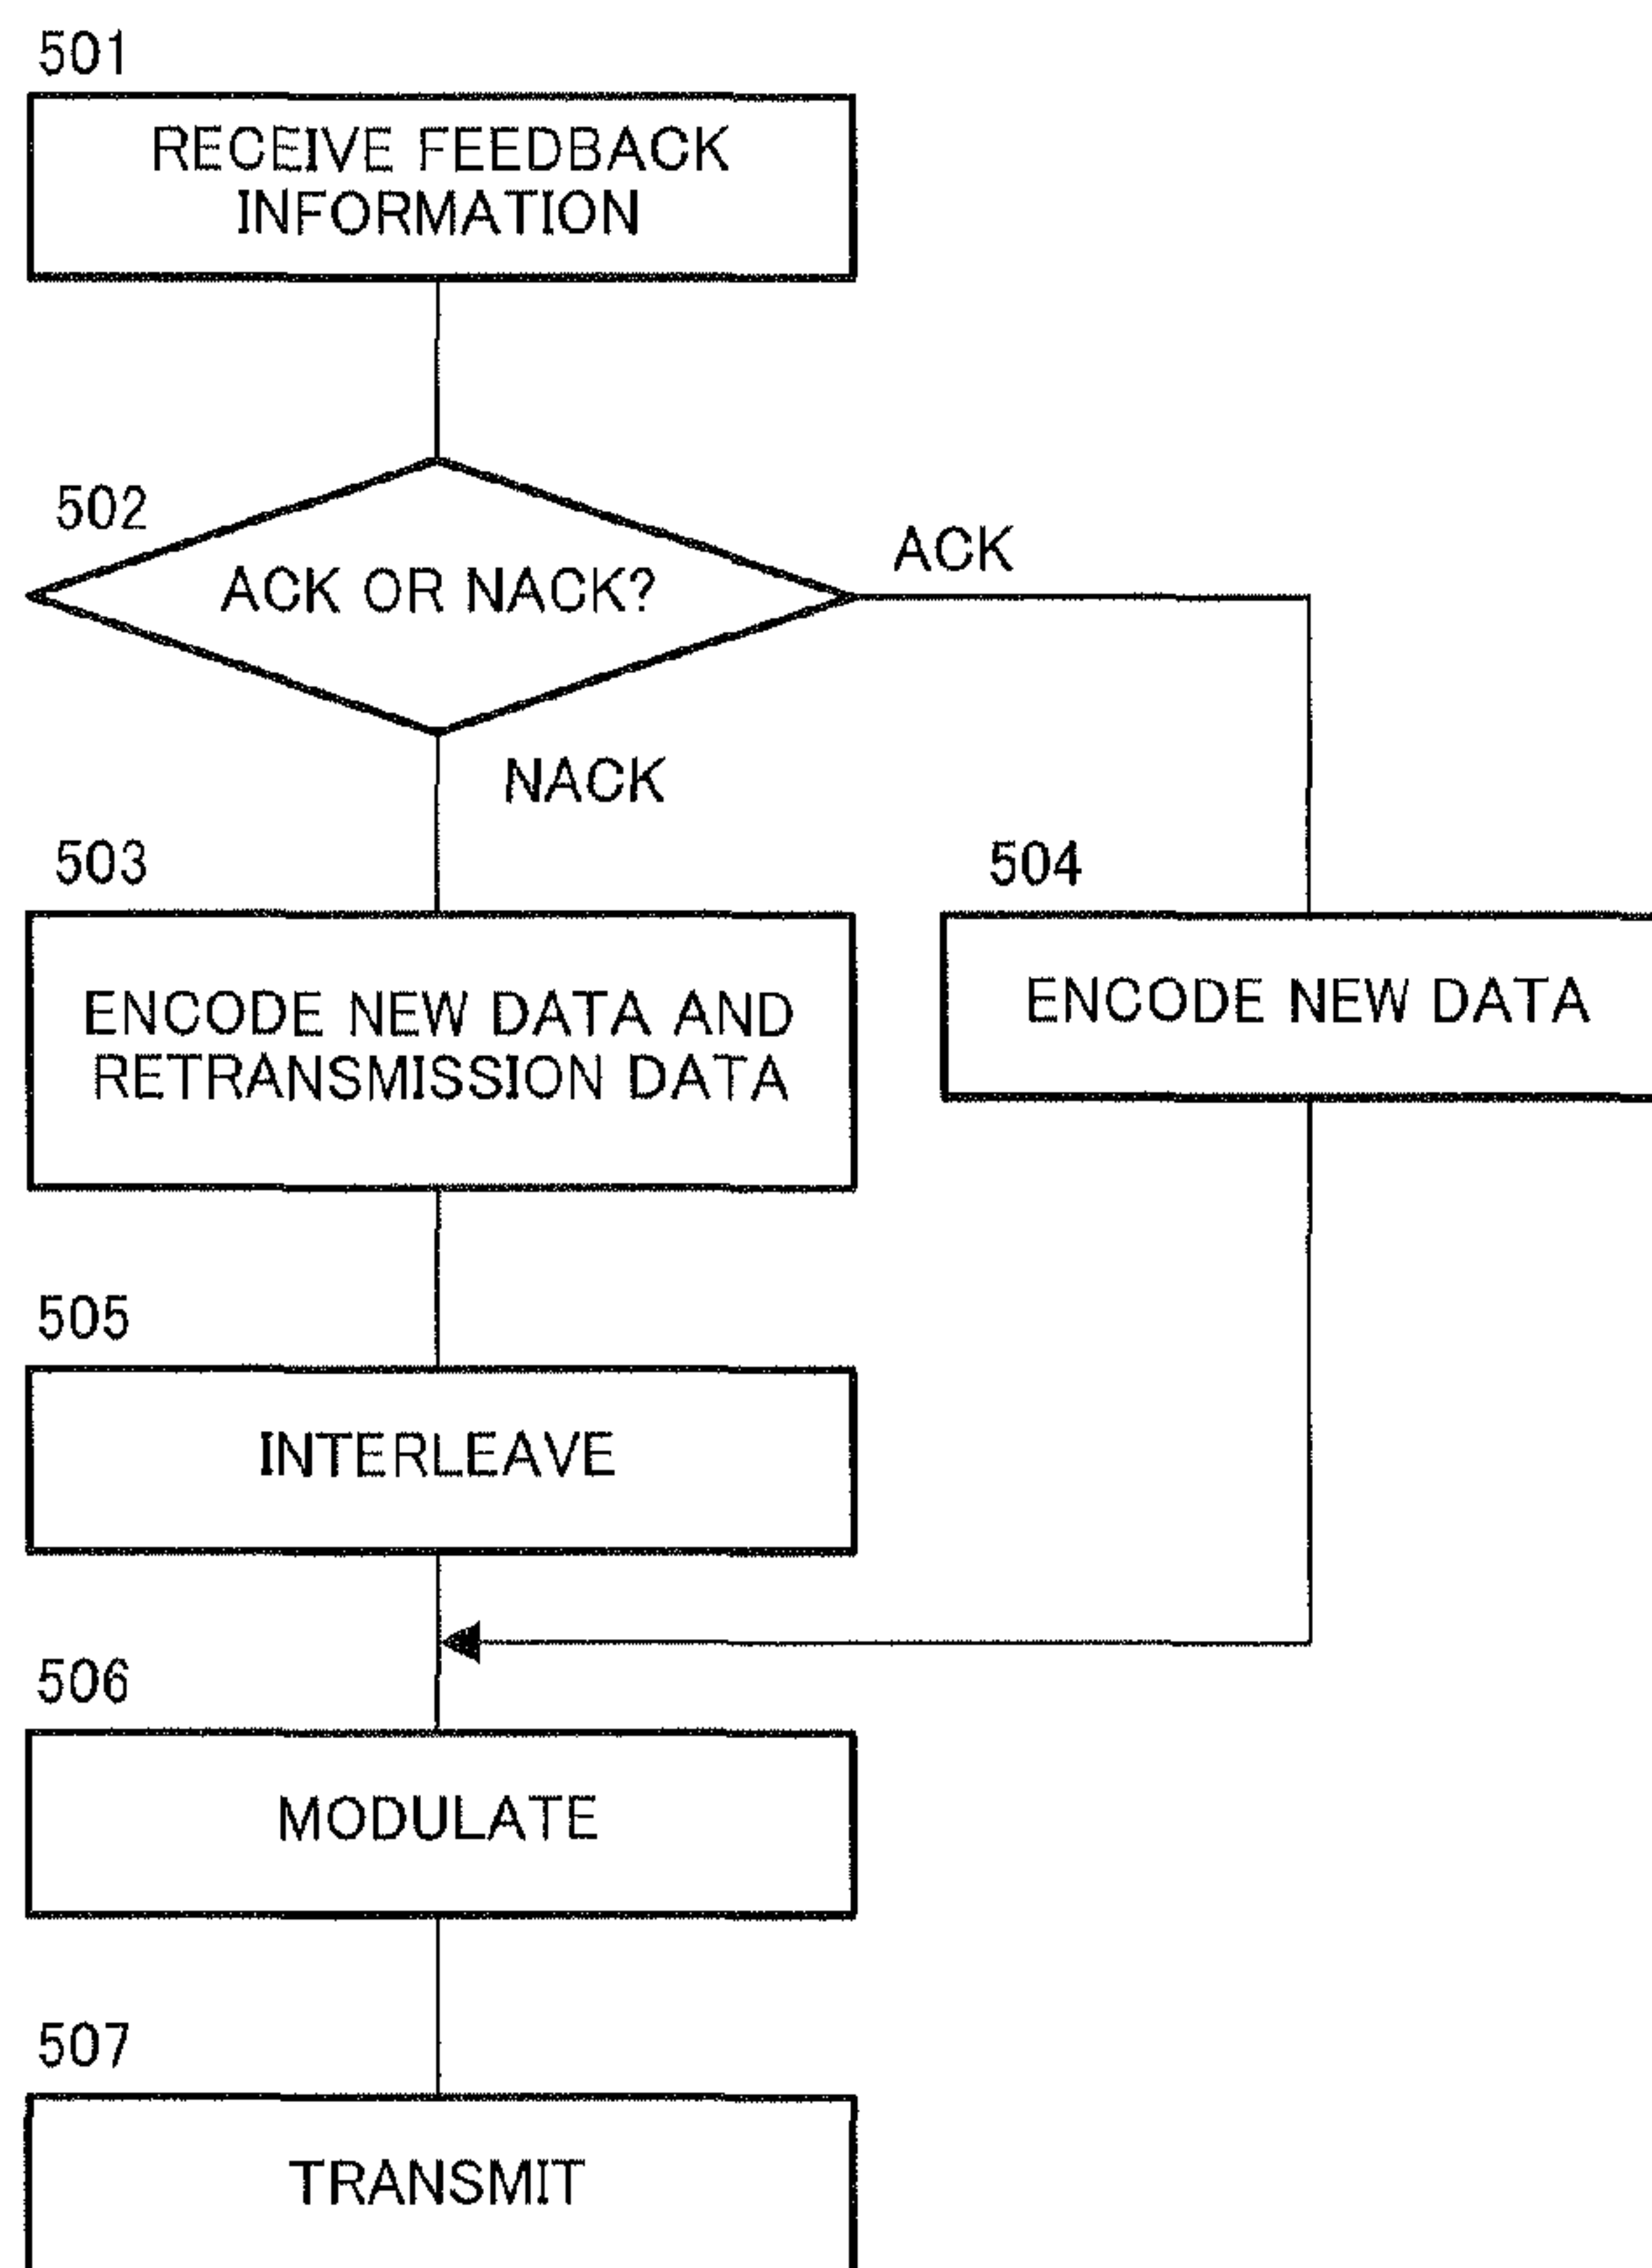 501
RECEIVE FEEDBACK
INFORMATION
502
ACK OR NACK?
ACK
NACK
503
504
ENCODE NEW DATA AND
RETRANSMISSION DATA
ENCODE NEW DATA
505
INTERLEAVE
506
MODULATE
507
TRANSMIT